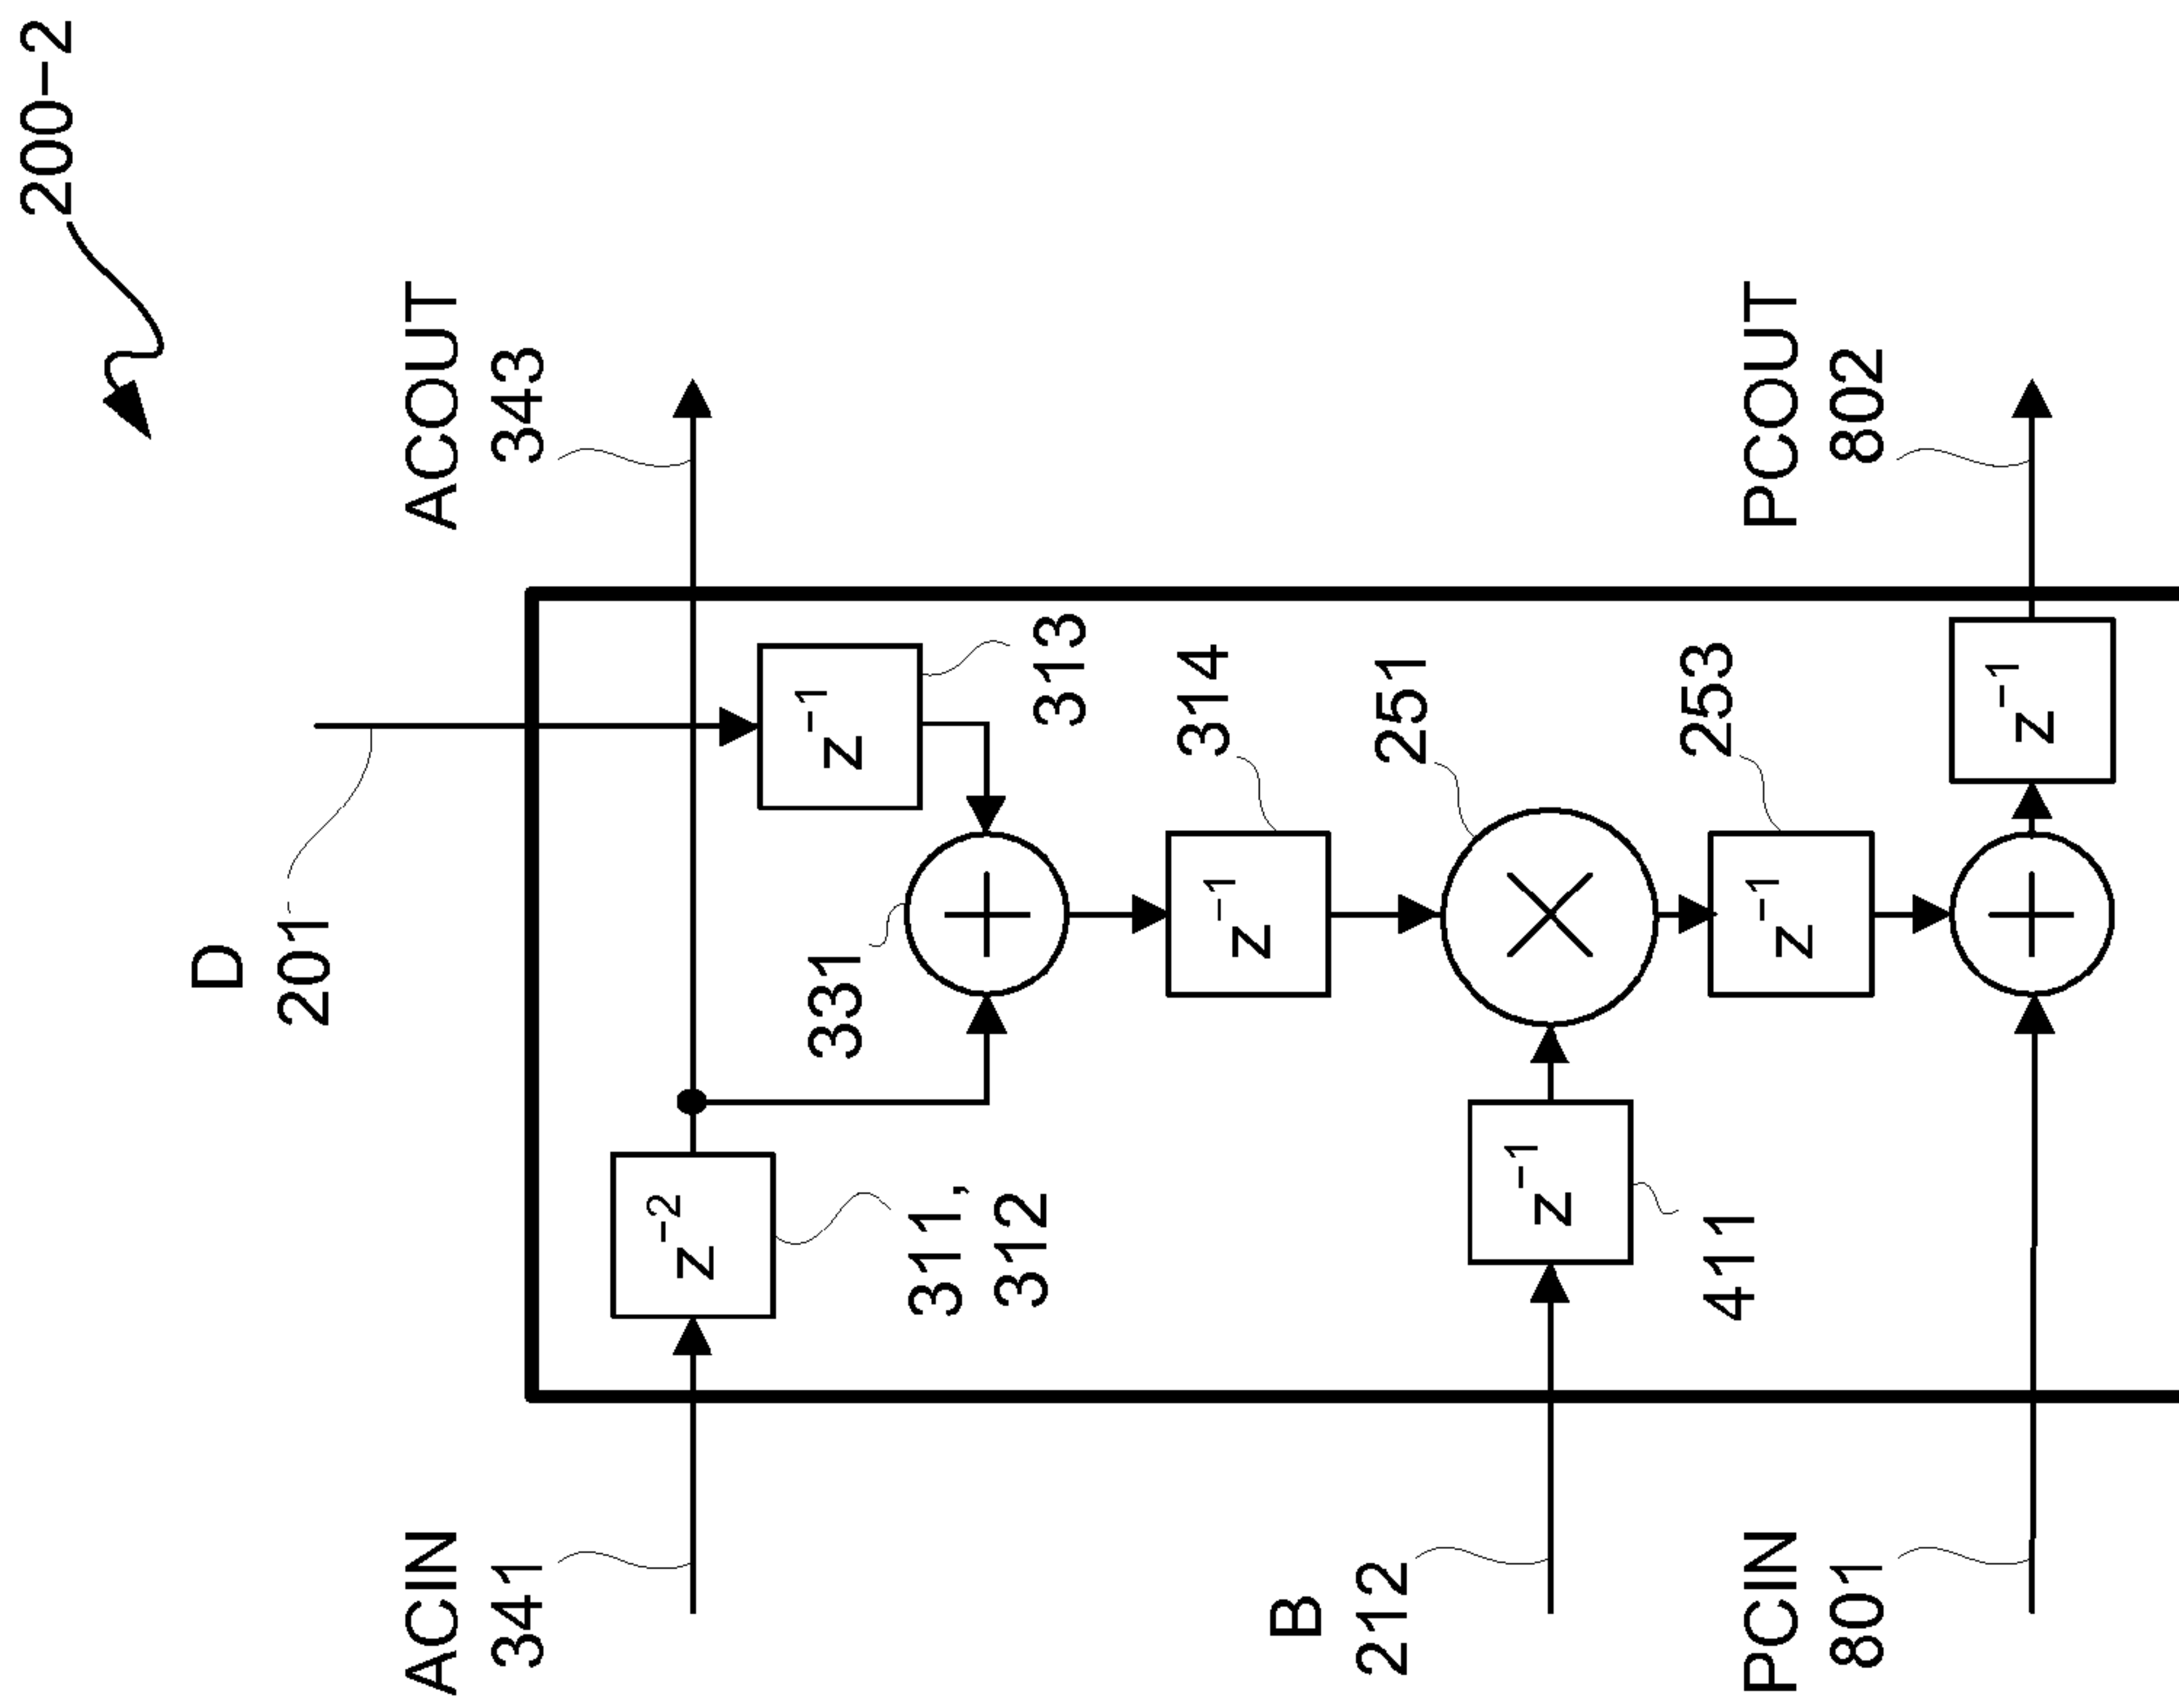 200-2
D
201
ACIN
341
ACOUT
343
z⁻²
311,
312
z⁻¹
313
331
z⁻¹
314
B
212
z⁻¹
411
251
z⁻¹
253
PCIN
801
z⁻¹
PCOUT
802